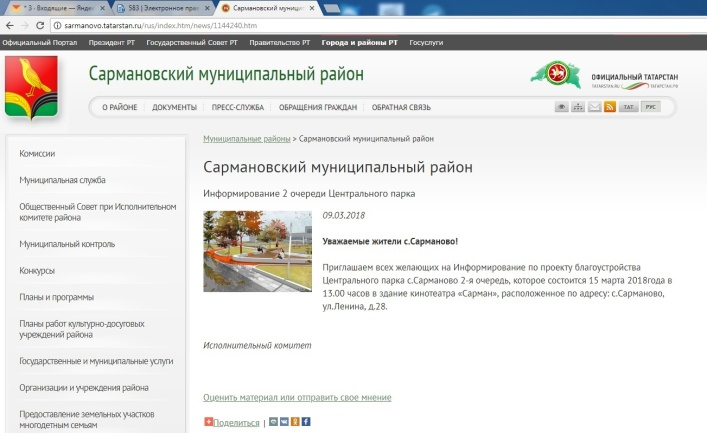 * 3 - Входящие — Янде
583 | Электронное прав
Сармановский муницип
sarmanovo.tatarstan.ru/rus/index.htm/news/1144240.htm
Официальный Портал Президент РТ Государственный Совет РТ Правительство РТ Города и районы РТ Госуслуги
Сармановский муниципальный район
ОФИЦИАЛЬНЫЙ ТАТАРСТАН
TATARSTAN.RU ТАТАРСТАН.РФ
О РАЙОНЕ ДОКУМЕНТЫ ПРЕСС-СЛУЖБА ОБРАЩЕНИЯ ГРАЖДАН ОБРАТНАЯ СВЯЗЬ
ТАТ РУС
Комиссии
Муниципальная служба
Общественный Совет при Исполнительном
комитете района
Муниципальный контроль
Конкурсы
Планы и программы
Планы работ культурно-досуговых
учреждений района
Государственные и муниципальные услуги
Организации и учреждения района
Предоставление земельных участков
многодетным семьям
Муниципальные районы > Сармановский муниципальный район
Сармановский муниципальный район
Информирование 2 очереди Центрального парка
09.03.2018
Уважаемые жители с.Сарманово!
Приглашаем всех желающих на Информирование по проекту благоустройства
Центрального парка с.Сарманово 2-я очередь, которое состоится 15 марта 2018года в
13.00 часов в здание кинотеатра «Сарман», расположенное по адресу: с.Сарманово,
ул.Ленина, д.28.
Исполнительный комитет
Оценить материал или отправить свое мнение
Поделиться |